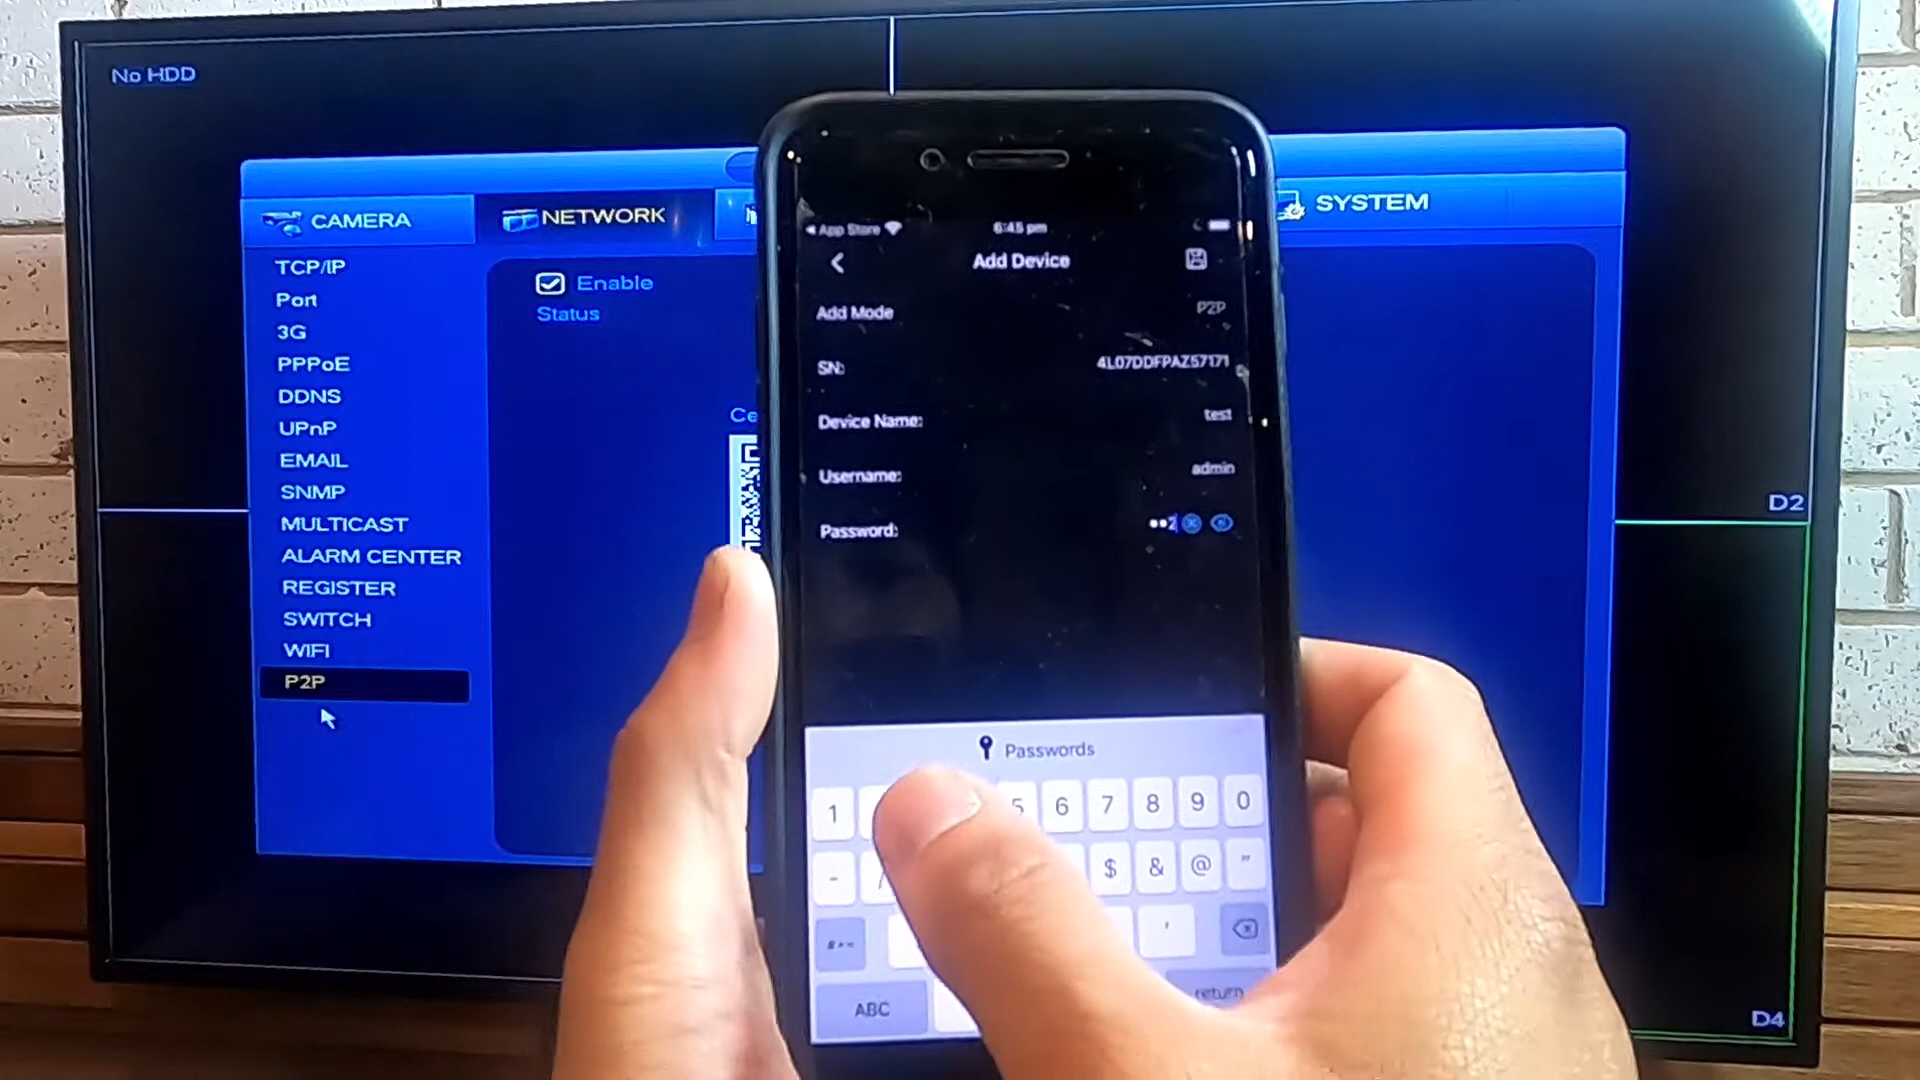 No HDD
CAMERA
NETWORK
SYSTEM
TCP/IP
Port
3G
PPPoE
DDNS
UPnP
EMAIL
SNMP
MULTICAST
ALARM CENTER
REGISTER
SWITCH
WIFI
P2P
Enable
Status
Ce
App Store
6:45 pm
Add Device
Add Mode P2P
SN: 4L07DDFPAZ57171
Device Name: test
Username: admin
Password: ••2
Passwords
1 5 6 7 8 9 0
- / $ & @ "
#+= '
ABC return
D2
D4